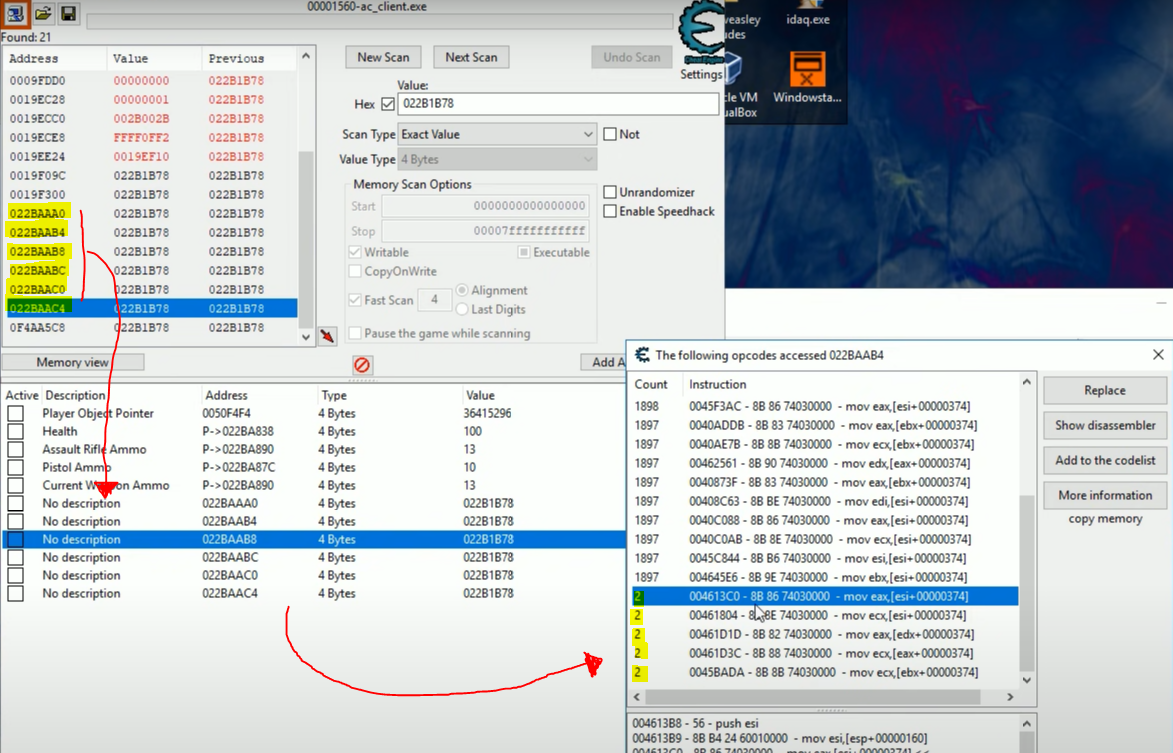 00001560-ac_client.exe
Found: 21
Address Value Previous
0009FDD0 00000000 022B1B78
0019EC28 00000001 022B1B78
0019ECC0 002B002B 022B1B78
0019ECE8 FFFF0FF2 022B1B78
0019EE24 0019EF10 022B1B78
0019F09C 022B1B78 022B1B78
0019F300 022B1B78 022B1B78
022BAAA0 022B1B78 022B1B78
022BAAB4 022B1B78 022B1B78
022BAAB8 022B1B78 022B1B78
022BAABC 022B1B78 022B1B78
022BAAC0 022B1B78 022B1B78
022BAAC4 022B1B78 022B1B78
0F4AA5C8 022B1B78 022B1B78
Memory view
New Scan Next Scan Undo Scan
Cheat Engine
Settings
Value:
Hex 022B1B78
Scan Type Exact Value Not
Value Type 4 Bytes
Memory Scan Options
Start 0000000000000000
Stop 00007fffffffffff
Writable Executable
CopyOnWrite
Fast Scan 4 Alignment
Last Digits
Pause the game while scanning
Unrandomizer
Enable Speedhack
Add A
easley idaq.exe
des
cle VM Windowsta...
ualBox
Active Description Address Type Value
Player Object Pointer 0050F4F4 4 Bytes 36415296
Health P->022BA838 4 Bytes 100
Assault Rifle Ammo P->022BA890 4 Bytes 13
Pistol Ammo P->022BA87C 4 Bytes 10
Current Weapon Ammo P->022BA890 4 Bytes 13
No description 022BAAA0 4 Bytes 022B1B78
No description 022BAAB4 4 Bytes 022B1B78
No description 022BAAB8 4 Bytes 022B1B78
No description 022BAABC 4 Bytes 022B1B78
No description 022BAAC0 4 Bytes 022B1B78
No description 022BAAC4 4 Bytes 022B1B78
The following opcodes accessed 022BAAB4
Count Instruction
1898 0045F3AC - 8B 86 74030000 - mov eax,[esi+00000374]
1897 0040ADDB - 8B 83 74030000 - mov eax,[ebx+00000374]
1897 0040AE7B - 8B 8B 74030000 - mov ecx,[ebx+00000374]
1897 00462561 - 8B 90 74030000 - mov edx,[eax+00000374]
1897 0040873F - 8B 83 74030000 - mov eax,[ebx+00000374]
1897 00408C63 - 8B BE 74030000 - mov edi,[esi+00000374]
1897 0040C088 - 8B 86 74030000 - mov eax,[esi+00000374]
1897 0040C0AB - 8B 8E 74030000 - mov ecx,[esi+00000374]
1897 0045C844 - 8B B6 74030000 - mov esi,[esi+00000374]
1897 004645E6 - 8B 9E 74030000 - mov ebx,[esi+00000374]
2 004613C0 - 8B 86 74030000 - mov eax,[esi+00000374]
2 00461804 - 8E 74030000 - mov ecx,[esi+00000374]
2 00461D1D - 8B 82 74030000 - mov eax,[edx+00000374]
2 00461D3C - 8B 88 74030000 - mov ecx,[eax+00000374]
2 0045BADA - 8B 8B 74030000 - mov ecx,[ebx+00000374]
Replace
Show disassembler
Add to the codelist
More information
copy memory
004613B8 - 56 - push esi
004613B9 - 8B B4 24 60010000 - mov esi,[esp+00000160]
004613C0 - 8B 86 74030000 - mov eax,[esi+00000374] <<